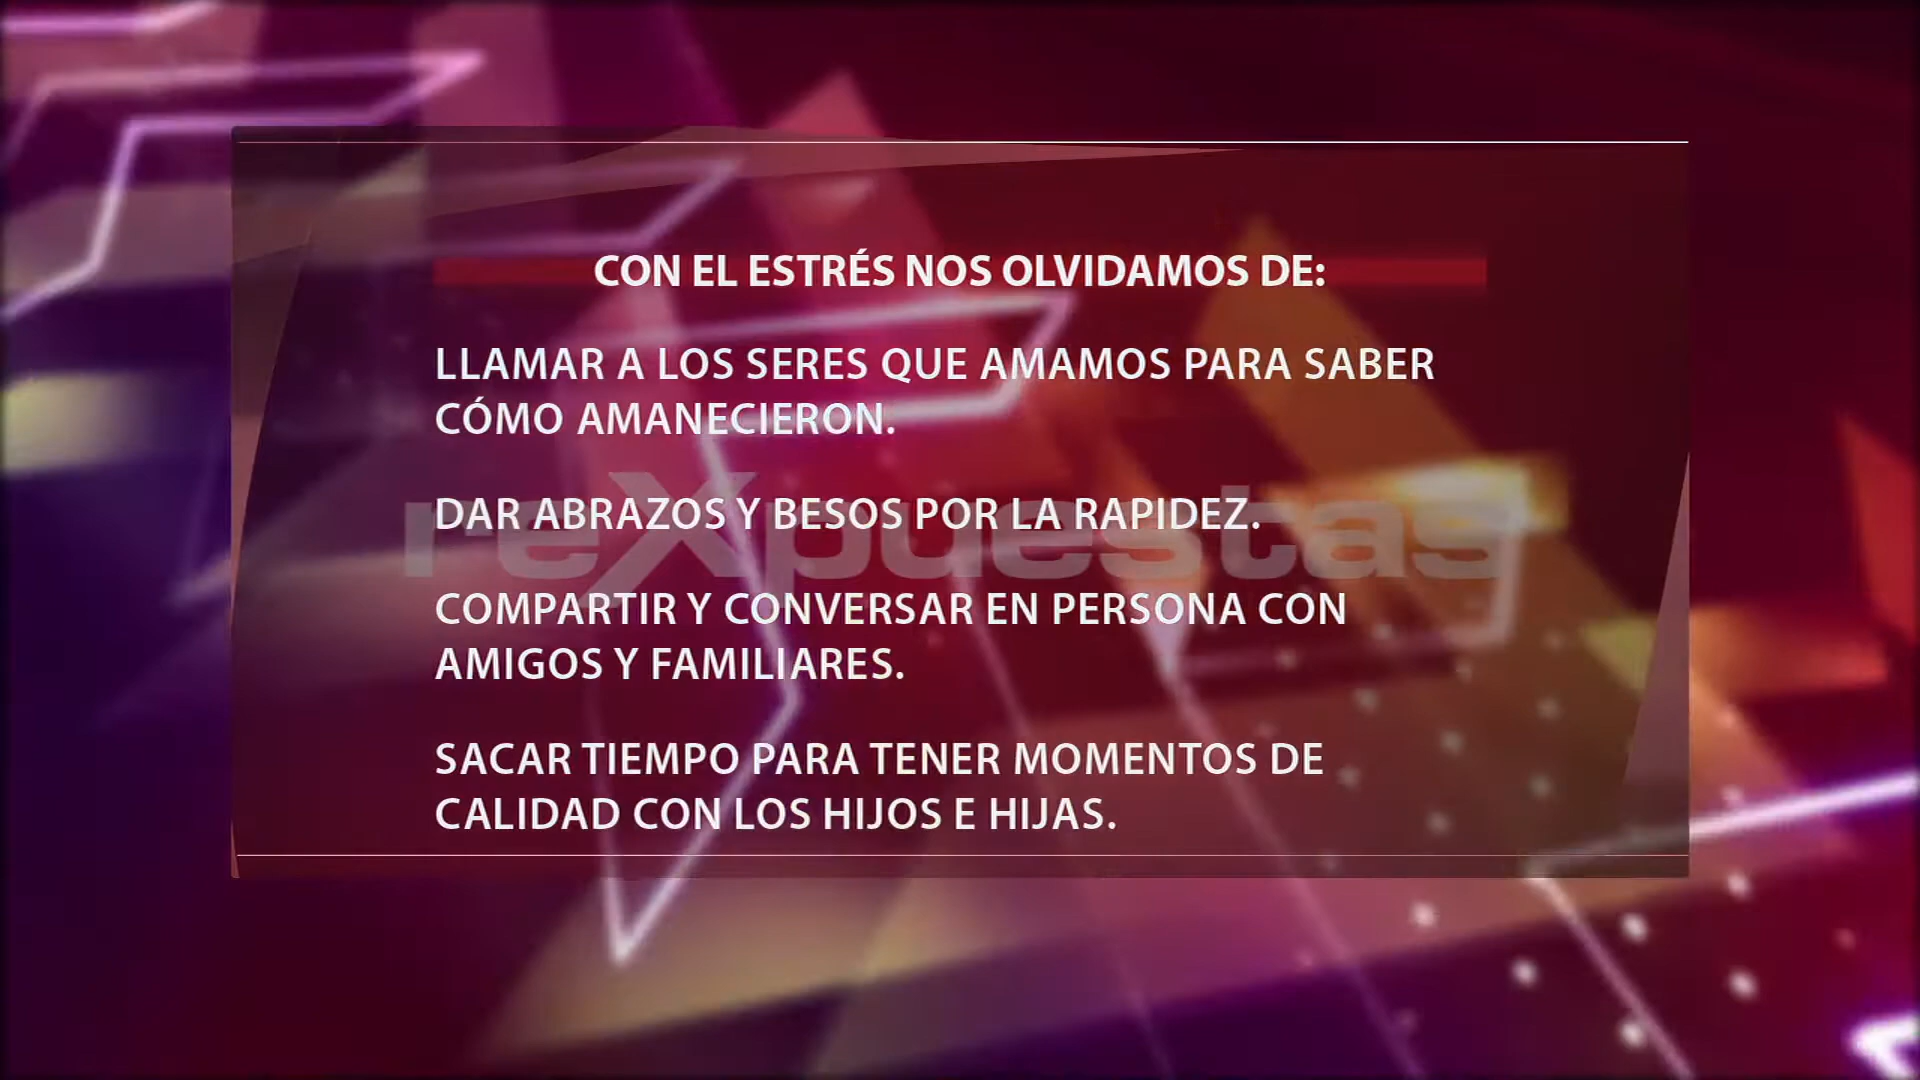 CON EL ESTRÉS NOS OLVIDAMOS DE:
LLAMAR A LOS SERES QUE AMAMOS PARA SABER
CÓMO AMANECIERON.
DAR ABRAZOS Y BESOS POR LA RAPIDEZ.
reXpuestas
COMPARTIR Y CONVERSAR EN PERSONA CON
AMIGOS Y FAMILIARES.
SACAR TIEMPO PARA TENER MOMENTOS DE
CALIDAD CON LOS HIJOS E HIJAS.